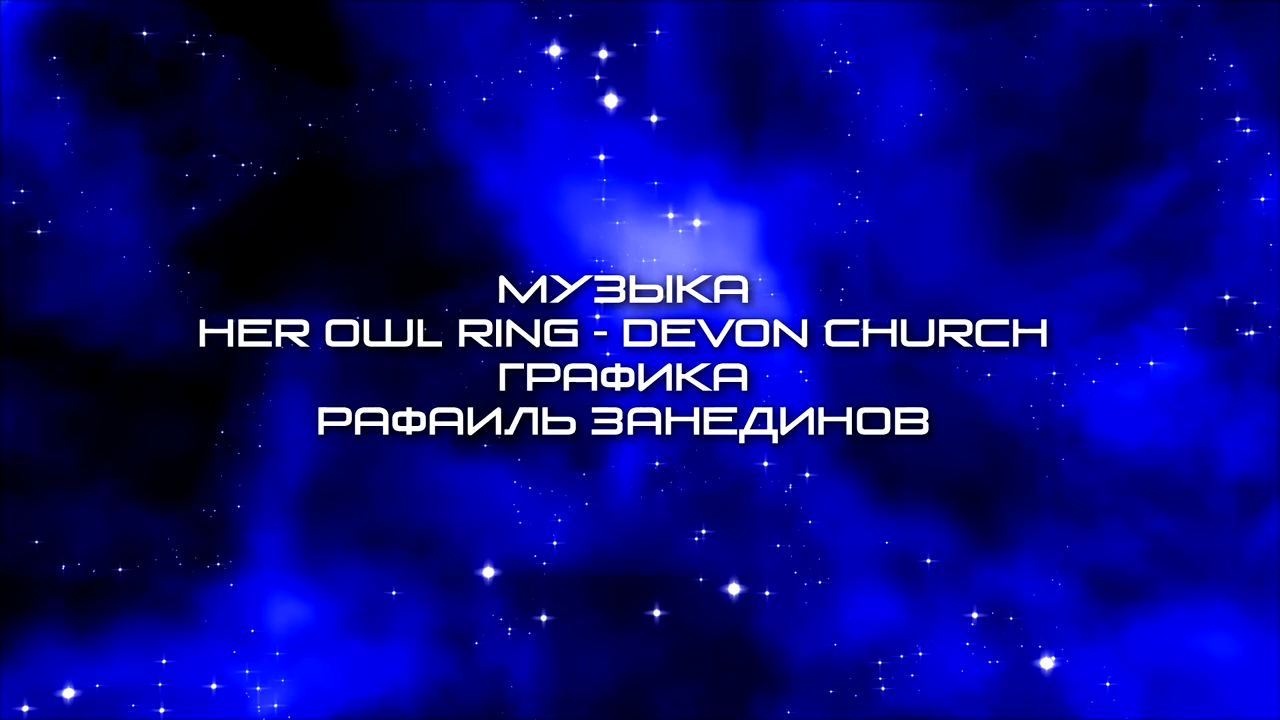 МУЗЫКА
HER OWL RING - DEVON CHURCH
ГРАФИКА
РАФАИЛЬ ЗАНЕДИНОВ